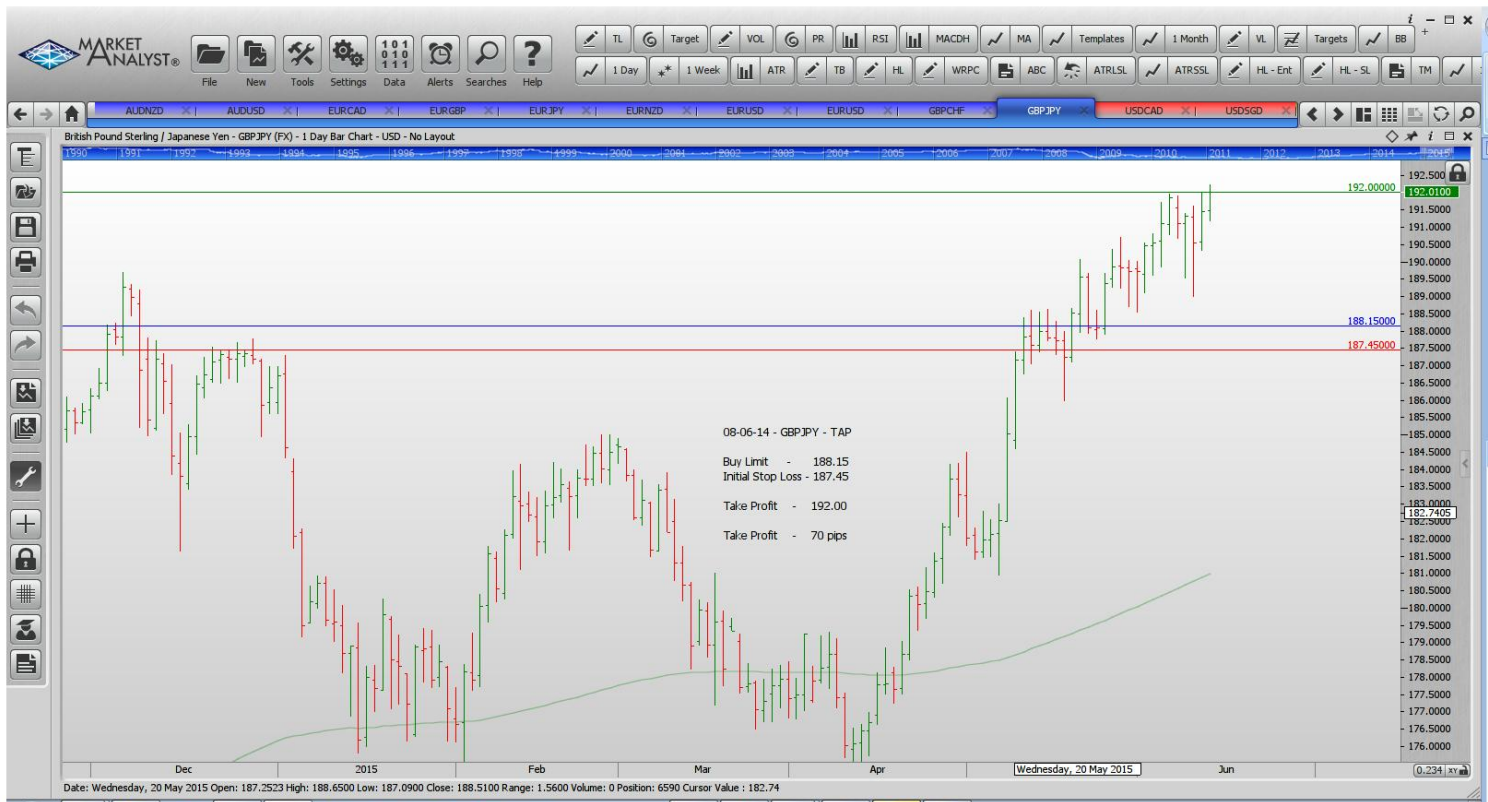 MARKET
ANALYST®
File New Tools Settings Data Alerts Searches Help
101
010
111
TL Target VOL PR RSI MACDH MA Templates 1 Month VL Targets BB
1 Day 1 Week ATR TB HL WRPC ABC ATRLSL ATRSSL HL - Ent HL - SL TM
AUDNZD AUDUSD EURCAD EURGBP EURJPY EURNZD EURUSD EURUSD GBPCHF GBPJPY USDCAD USDSGD
British Pound Sterling / Japanese Yen - GBPJPY (FX) - 1 Day Bar Chart - USD - No Layout
1990 1991 1992 1993 1994 1995 1996 1997 1998 1999 2000 2001 2002 2003 2004 2005 2006 2007 2008 2009 2010 2011 2012 2013 2014 2015
192.500
192.00000
192.0100
191.5000
191.0000
190.5000
190.0000
189.5000
189.0000
188.5000
188.15000
188.0000
187.45000
187.5000
187.0000
186.5000
186.0000
185.5000
185.0000
184.5000
184.0000
183.5000
183.0000
182.7405
182.5000
182.0000
181.5000
181.0000
180.5000
180.0000
179.5000
179.0000
178.5000
178.0000
177.5000
177.0000
176.5000
176.0000
08-06-14 - GBPJPY - TAP
Buy Limit - 188.15
Initial Stop Loss - 187.45
Take Profit - 192.00
Take Profit - 70 pips
Dec 2015 Feb Mar Apr Wednesday, 20 May 2015 Jun
0.234 XY
Date: Wednesday, 20 May 2015 Open: 187.2523 High: 188.6500 Low: 187.0900 Close: 188.5100 Range: 1.5600 Volume: 0 Position: 6590 Cursor Value : 182.74